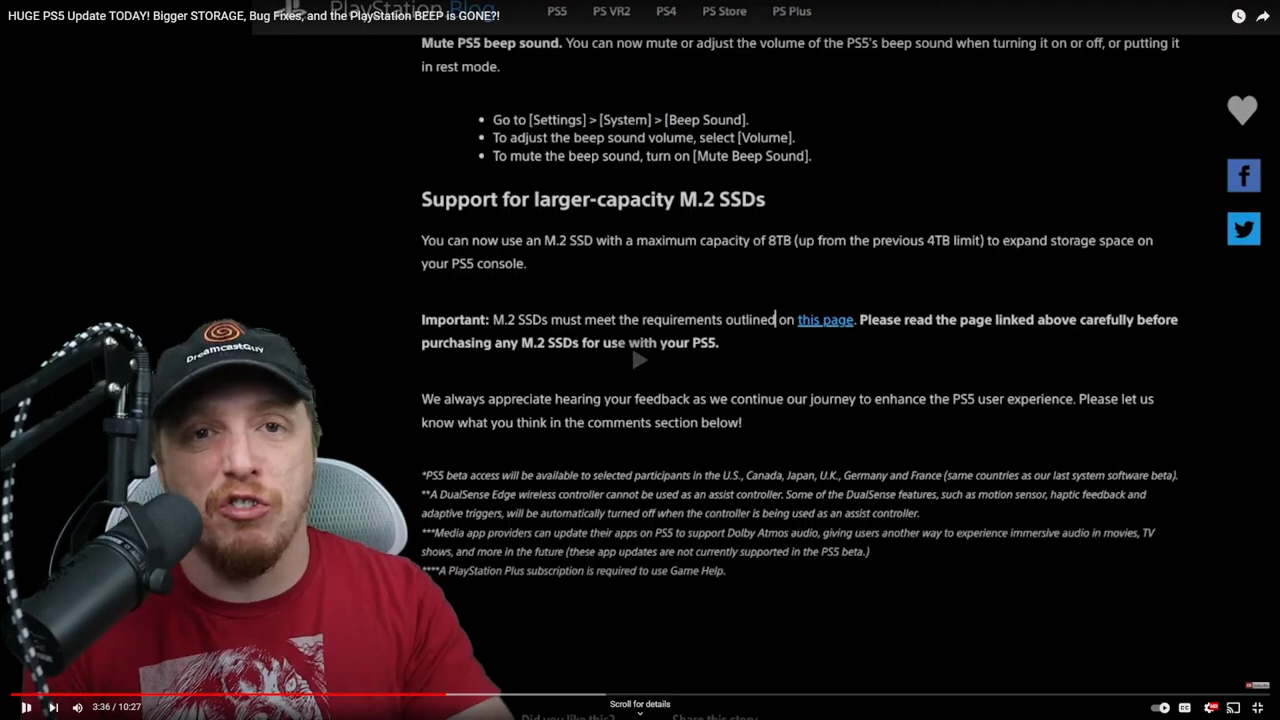 HUGE PS5 Update TODAY! Bigger STORAGE, Bug Fixes, and the PlayStation BEEP is GONE?!
PlayStation Blog
PS5 PS VR2 PS4 PS Store PS Plus
Mute PS5 beep sound. You can now mute or adjust the volume of the PS5's beep sound when turning it on or off, or putting it
in rest mode.
• Go to [Settings] > [System] > [Beep Sound].
• To adjust the beep sound volume, select [Volume].
• To mute the beep sound, turn on [Mute Beep Sound].
Support for larger-capacity M.2 SSDs
You can now use an M.2 SSD with a maximum capacity of 8TB (up from the previous 4TB limit) to expand storage space on
your PS5 console.
Important: M.2 SSDs must meet the requirements outlined on this page. Please read the page linked above carefully before
purchasing any M.2 SSDs for use with your PS5.
We always appreciate hearing your feedback as we continue our journey to enhance the PS5 user experience. Please let us
know what you think in the comments section below!
*PS5 beta access will be available to selected participants in the U.S., Canada, Japan, U.K., Germany and France (same countries as our last system software beta).
**A DualSense Edge wireless controller cannot be used as an assist controller. Some of the DualSense features, such as motion sensor, haptic feedback and
adaptive triggers, will be automatically turned off when the controller is being used as an assist controller.
***Media app providers can update their apps on PS5 to support Dolby Atmos audio, giving users another way to experience immersive audio in movies, TV
shows, and more in the future (these app updates are not currently supported in the PS5 beta.)
****A PlayStation Plus subscription is required to use Game Help.
DreamcastGuy
3:36 / 10:27
Scroll for details
Did you like this?
Share this story
CC
HD